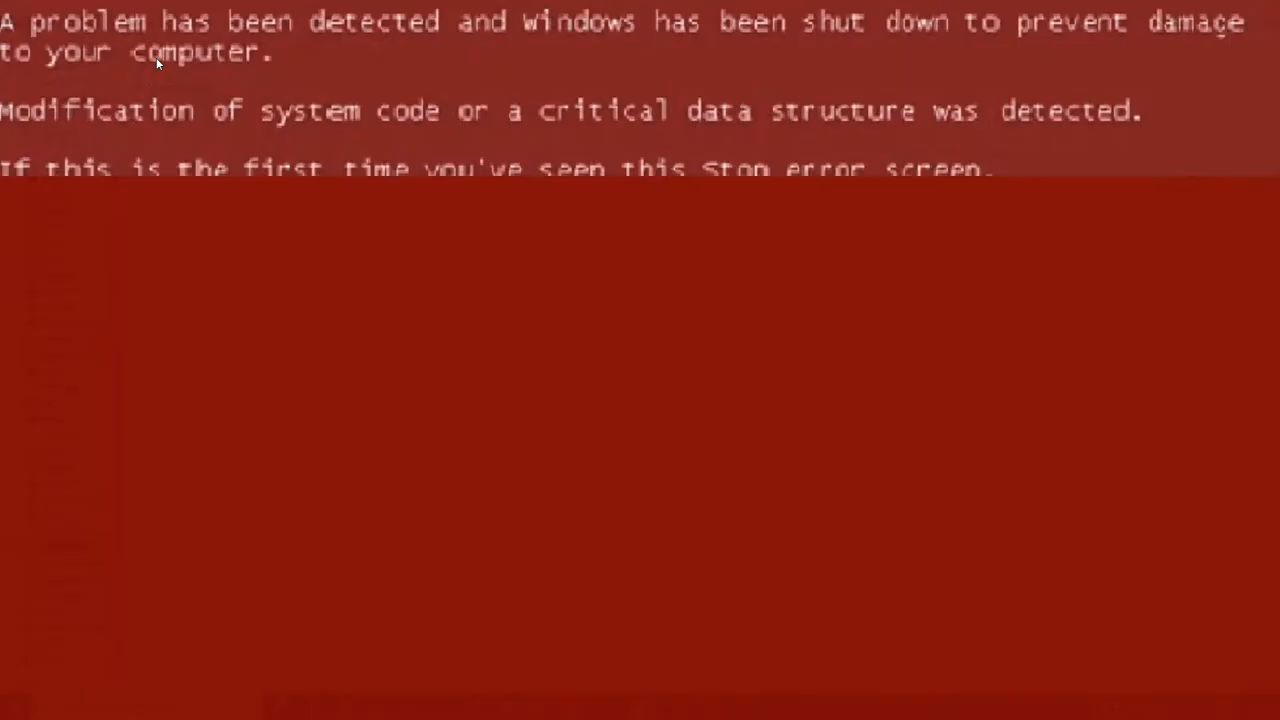 A problem has been detected and Windows has been shut down to prevent damage
to your computer.
Modification of system code or a critical data structure was detected.
If this is the first time you've seen this Stop error screen,